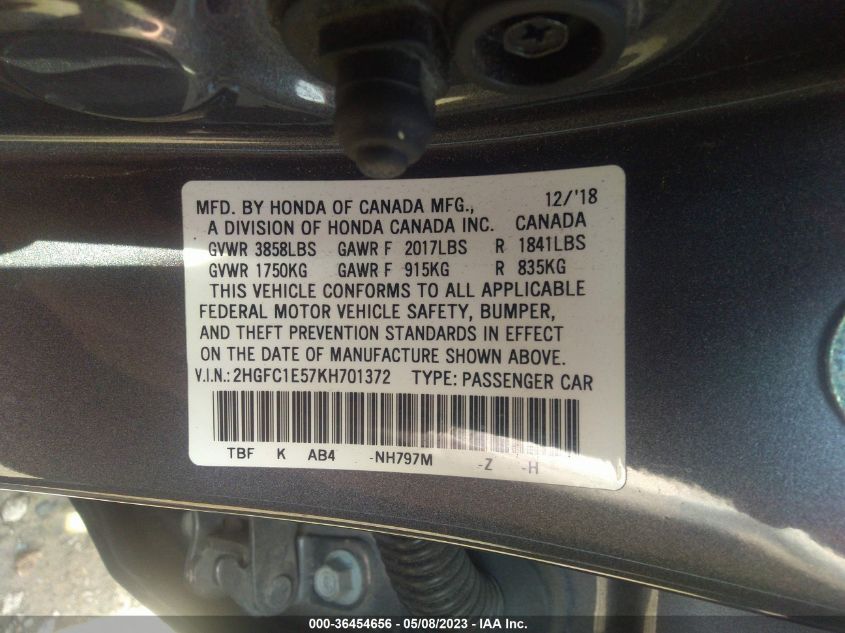 MFD. BY HONDA OF CANADA MFG., 12/'18
A DIVISION OF HONDA CANADA INC. CANADA
GVWR 3858LBS GAWR F 2017LBS R 1841LBS
GVWR 1750KG GAWR F 915KG R 835KG
THIS VEHICLE CONFORMS TO ALL APPLICABLE
FEDERAL MOTOR VEHICLE SAFETY, BUMPER,
AND THEFT PREVENTION STANDARDS IN EFFECT
ON THE DATE OF MANUFACTURE SHOWN ABOVE.
V.I.N.: 2HGFC1E57KH701372 TYPE: PASSENGER CAR
TBF K AB4 -NH797M -Z -H
000-36454656 - 05/08/2023 - IAA Inc.